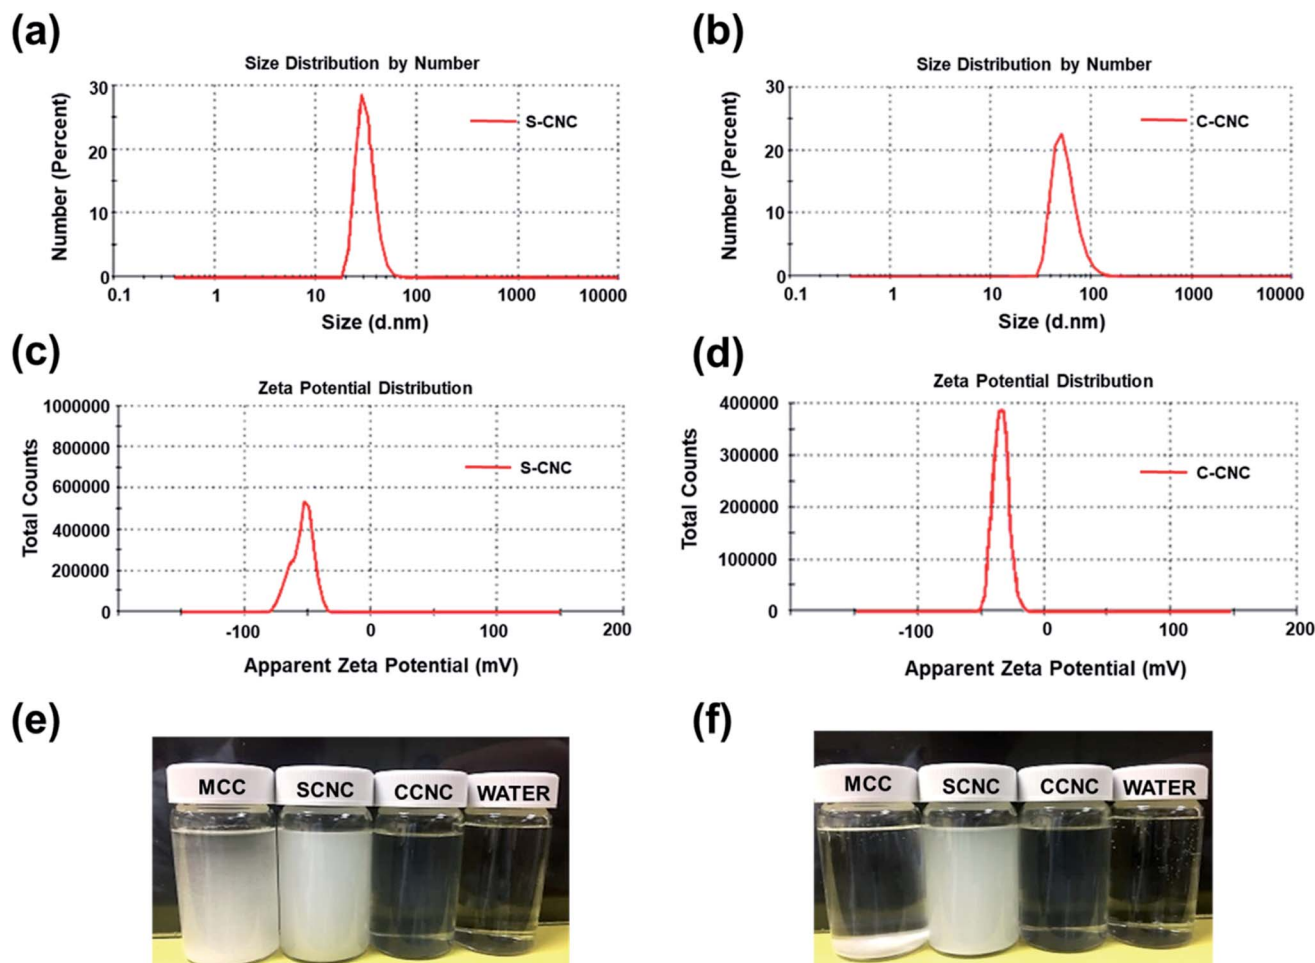 (a)
Size Distribution by Number
Number (Percent)
30
20
10
0
S-CNC
0.1 1 10 100 1000 10000
Size (d.nm)
(b)
Size Distribution by Number
Number (Percent)
30
20
10
0
C-CNC
0.1 1 10 100 1000 10000
Size (d.nm)
(c)
Zeta Potential Distribution
Total Counts
1000000
800000
600000
400000
200000
0
S-CNC
-100 0 100 200
Apparent Zeta Potential (mV)
(d)
Zeta Potential Distribution
Total Counts
400000
300000
200000
100000
0
C-CNC
-100 0 100 200
Apparent Zeta Potential (mV)
(e)
MCC SCNC CCNC WATER
(f)
MCC SCNC CCNC WATER